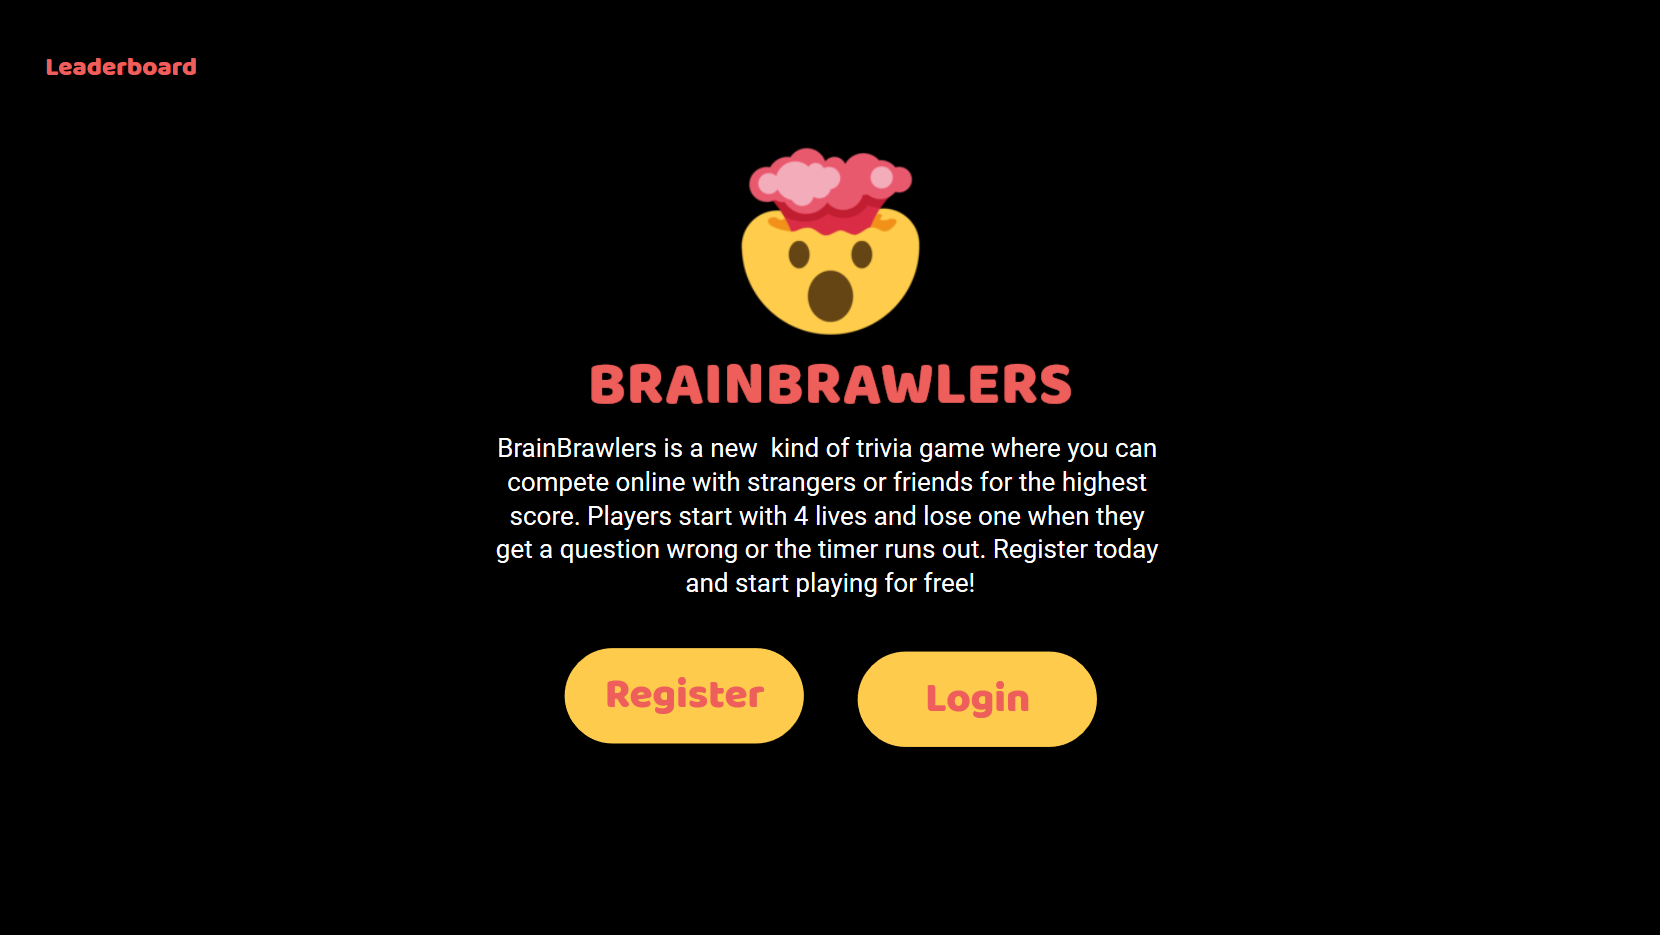 Leaderboard
BRAINBRAWLERS
BrainBrawlers is a new  kind of trivia game where you can
compete online with strangers or friends for the highest
score. Players start with 4 lives and lose one when they
get a question wrong or the timer runs out. Register today
and start playing for free!
Register
Login